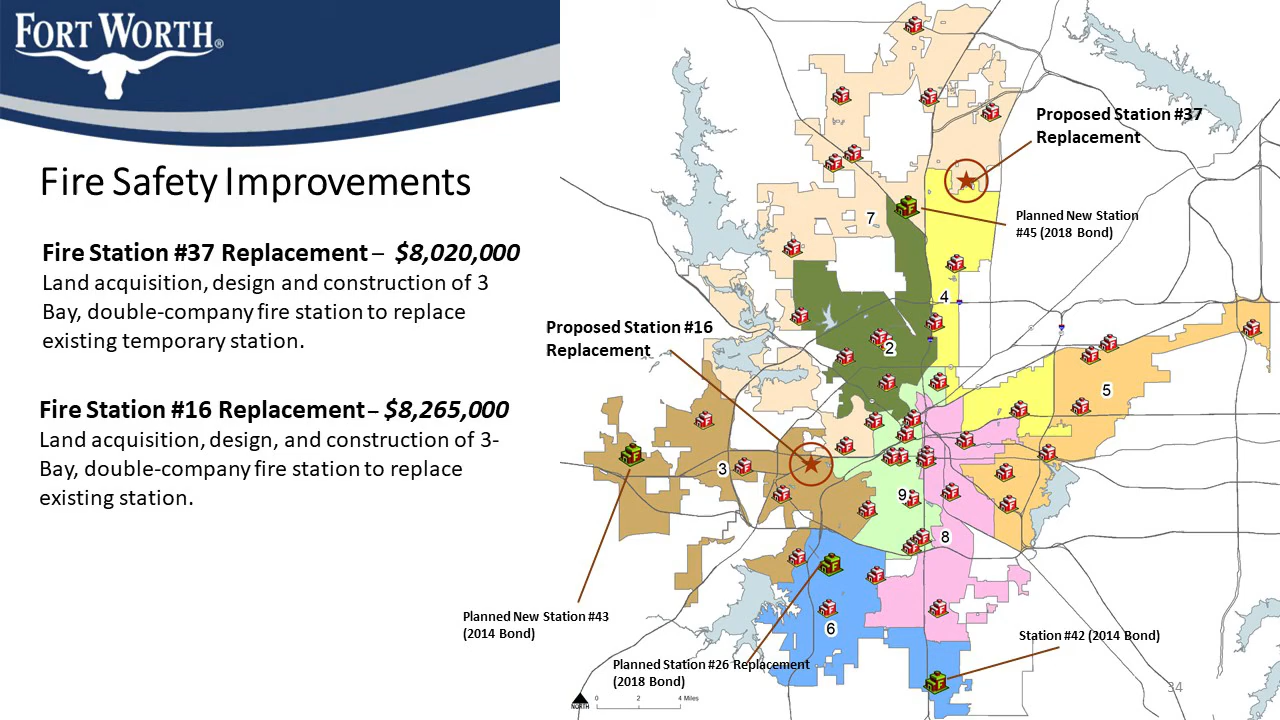 FORT WORTH®
Fire Safety Improvements
Fire Station #37 Replacement – $8,020,000
Land acquisition, design and construction of 3
Bay, double-company fire station to replace
existing temporary station.
Fire Station #16 Replacement – $8,265,000
Land acquisition, design, and construction of 3-
Bay, double-company fire station to replace
existing station.
Proposed Station #37
Replacement
Planned New Station
#45 (2018 Bond)
7
4
Proposed Station #16
Replacement
2
5
3
9
8
Planned New Station #43
(2014 Bond)
6
Station #42 (2014 Bond)
Planned Station #26 Replacement
(2018 Bond)
NORTH
0 2 4 Miles
34